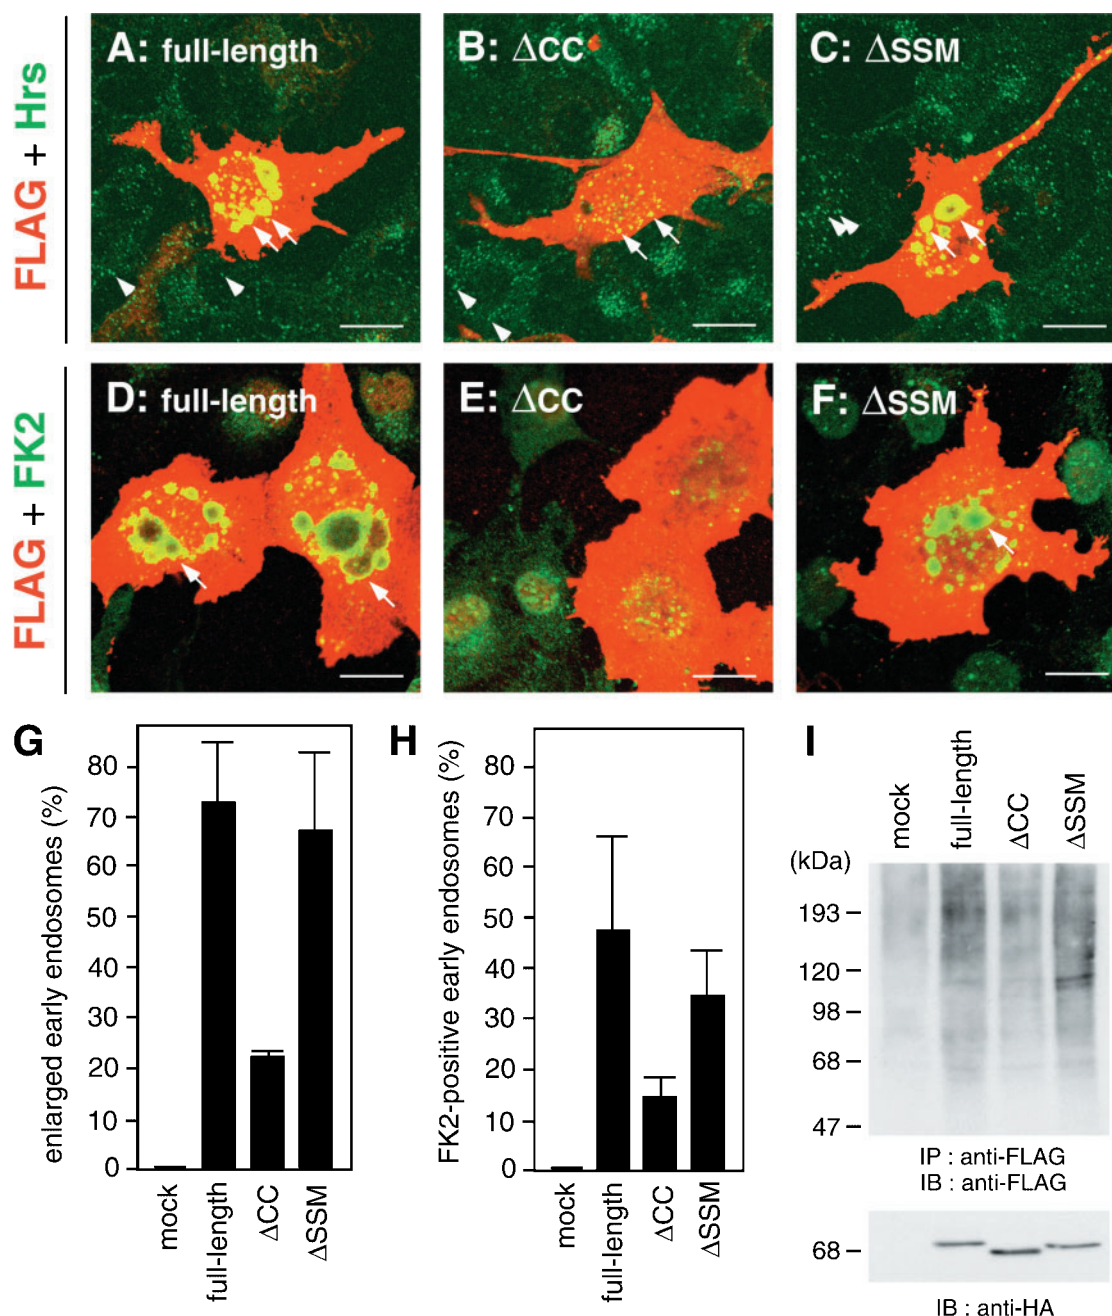 FLAG + Hrs
A: full-length
B: ΔCC
C: ΔSSM
FLAG + FK2
D: full-length
E: ΔCC
F: ΔSSM
G
enlarged early endosomes (%)
80
70
60
50
40
30
20
10
0
mock
full-length
ΔCC
ΔSSM
H
FK2-positive early endosomes (%)
80
70
60
50
40
30
20
10
0
mock
full-length
ΔCC
ΔSSM
I
mock
full-length
ΔCC
ΔSSM
(kDa)
193
120
98
68
47
IP : anti-FLAG
IB : anti-FLAG
68
IB : anti-HA